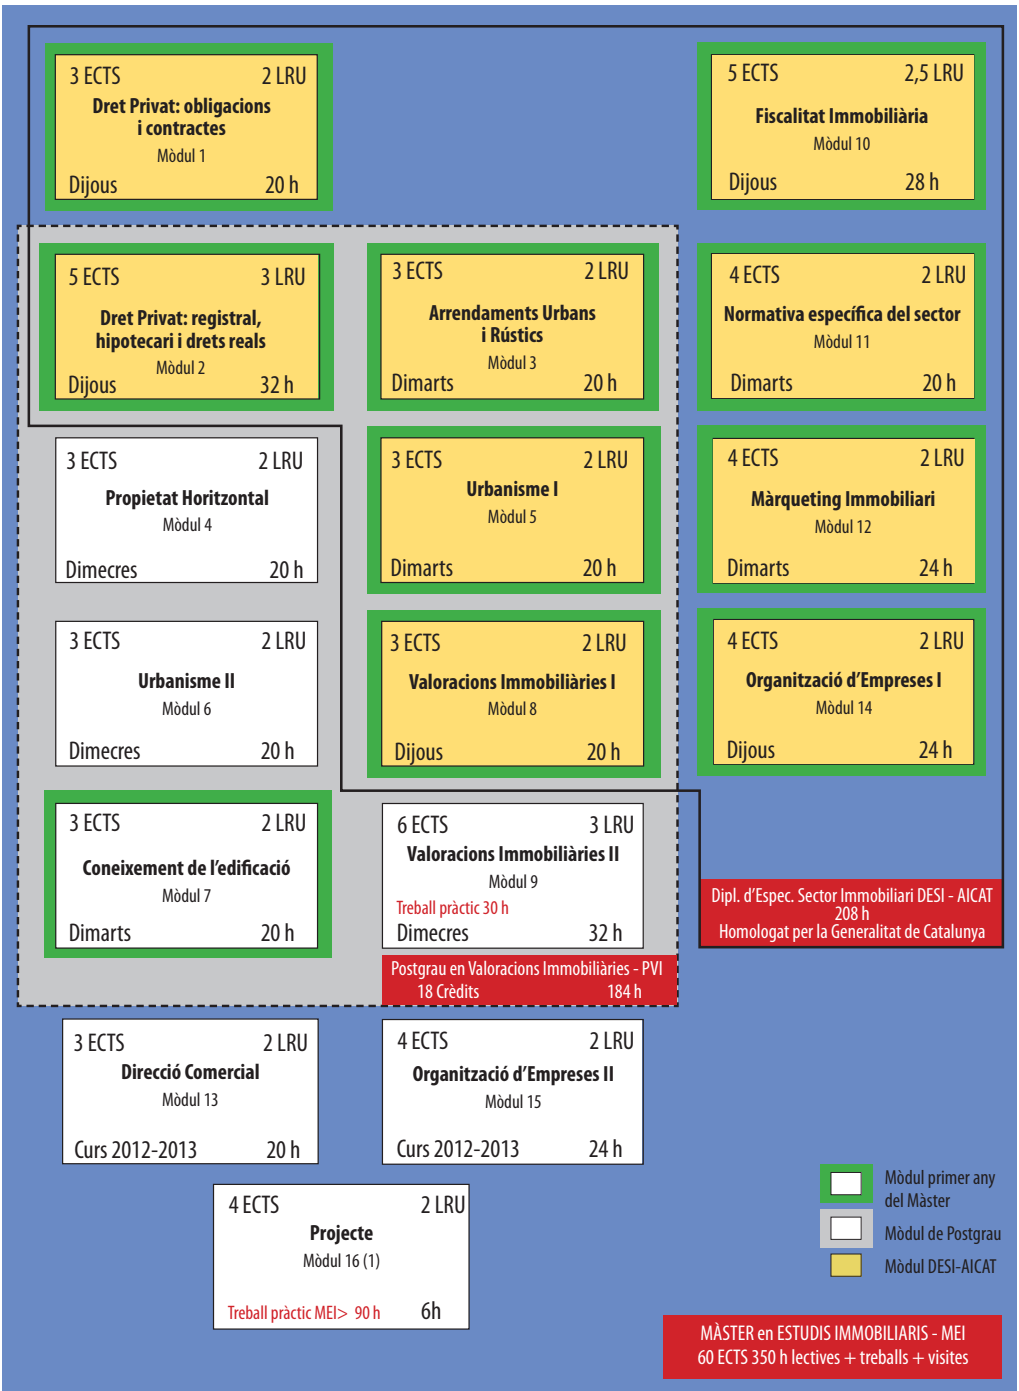 3 ECTS 2 LRU
Dret Privat: obligacions
i contractes
Mòdul 1
Dijous 20 h
5 ECTS 2,5 LRU
Fiscalitat Immobiliària
Mòdul 10
Dijous 28 h
5 ECTS 3 LRU
Dret Privat: registral,
hipotecari i drets reals
Mòdul 2
Dijous 32 h
3 ECTS 2 LRU
Arrendaments Urbans
i Rústics
Mòdul 3
Dimarts 20 h
4 ECTS 2 LRU
Normativa específica del sector
Mòdul 11
Dimarts 20 h
3 ECTS 2 LRU
Propietat Horitzontal
Mòdul 4
Dimecres 20 h
3 ECTS 2 LRU
Urbanisme I
Mòdul 5
Dimarts 20 h
4 ECTS 2 LRU
Màrqueting Immobiliari
Mòdul 12
Dimarts 24 h
3 ECTS 2 LRU
Urbanisme II
Mòdul 6
Dimecres 20 h
3 ECTS 2 LRU
Valoracions Immobiliàries I
Mòdul 8
Dijous 20 h
4 ECTS 2 LRU
Organització d'Empreses I
Mòdul 14
Dijous 24 h
3 ECTS 2 LRU
Coneixement de l'edificació
Mòdul 7
Dimarts 20 h
6 ECTS 3 LRU
Valoracions Immobiliàries II
Mòdul 9
Treball pràctic 30 h
Dimecres 32 h
Dipl. d'Espec. Sector Immobiliari DESI - AICAT
208 h
Homologat per la Generalitat de Catalunya
Postgrau en Valoracions Immobiliàries - PVI
18 Crèdits 184 h
3 ECTS 2 LRU
Direcció Comercial
Mòdul 13
Curs 2012-2013 20 h
4 ECTS 2 LRU
Organització d'Empreses II
Mòdul 15
Curs 2012-2013 24 h
4 ECTS 2 LRU
Projecte
Mòdul 16 (1)
Treball pràctic MEI> 90 h 6h
Mòdul primer any
del Màster
Mòdul de Postgrau
Mòdul DESI-AICAT
MÀSTER en ESTUDIS IMMOBILIARIS - MEI
60 ECTS 350 h lectives + treballs + visites